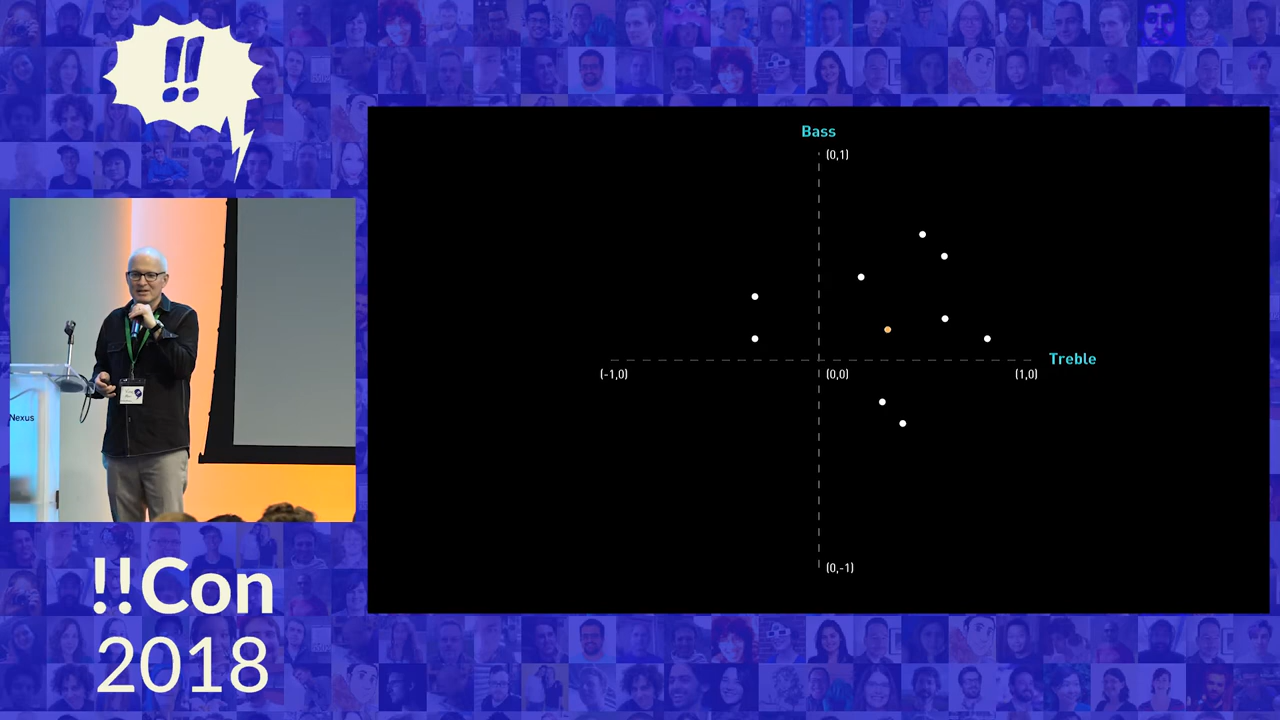 !!
Nexus
!!Con
2018
Bass
(0,1)
Treble
(-1,0)
(0,0)
(1,0)
(0,-1)